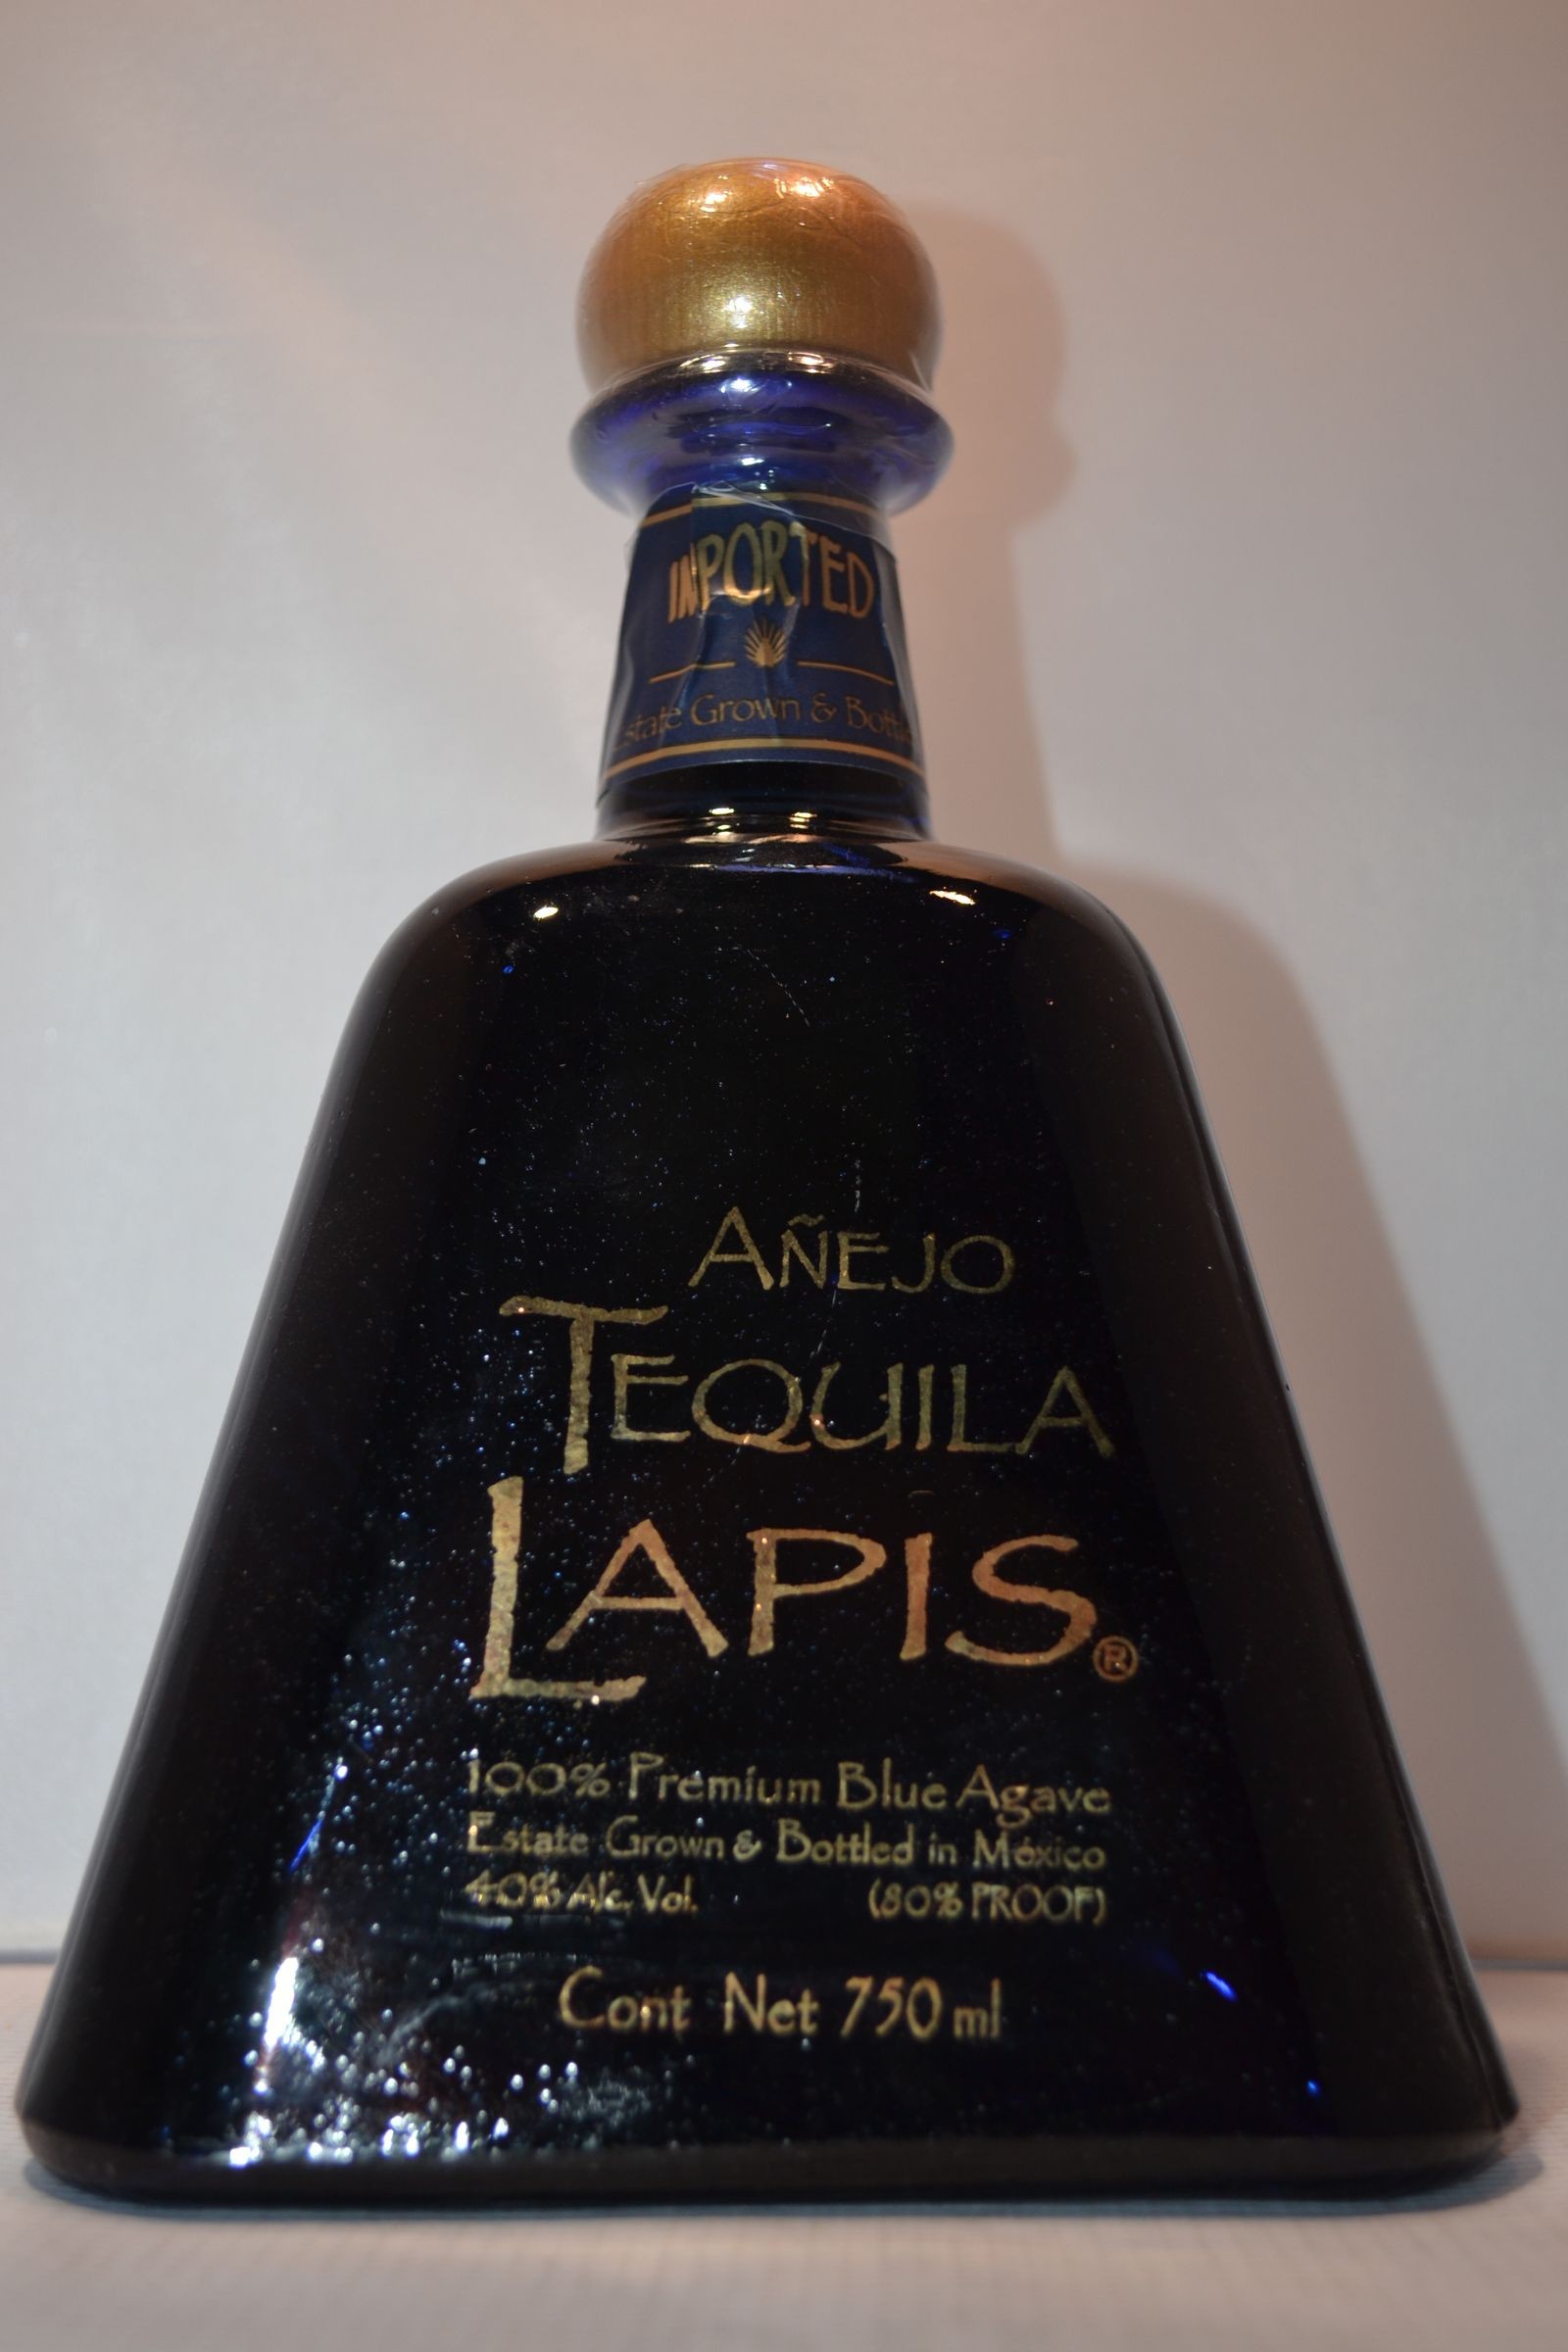 IMPORTED
Estate Grown & Bottle
AÑEJO
TEQUILA
LAPIS®
100% Premium Blue Agave
Estate Grown & Bottled in México
40% Alc. Vol. (80% PROOF)
Cont Net 750 ml